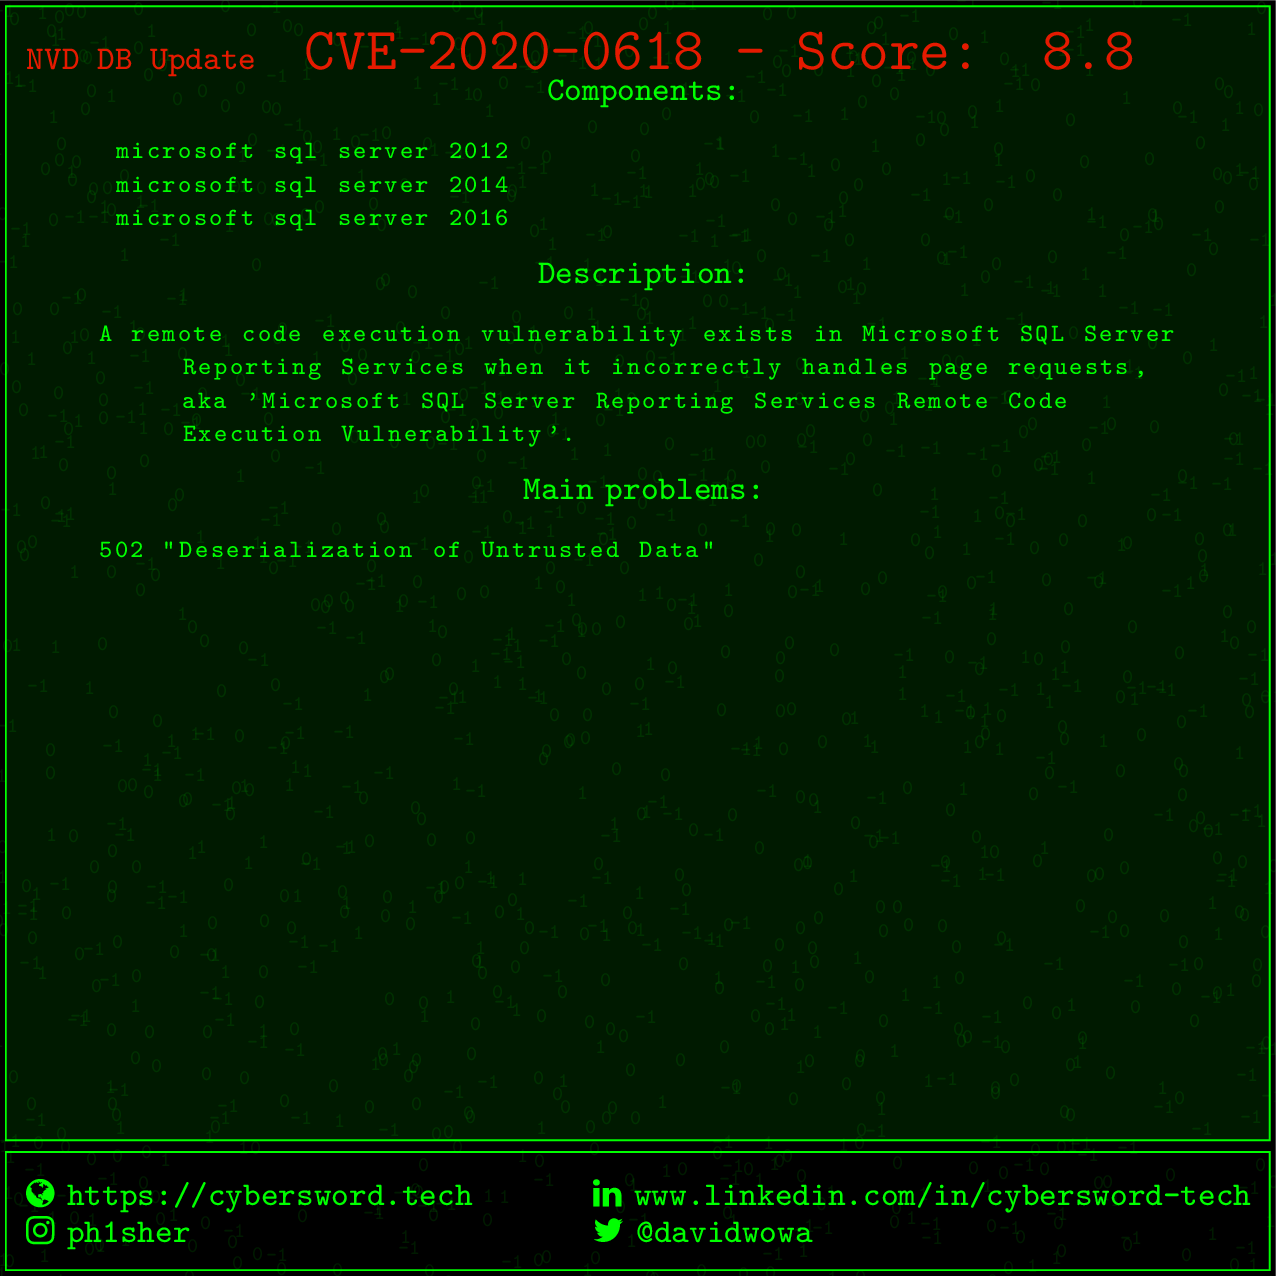 NVD DB Update CVE-2020-0618 - Score: 8.8
Components:
microsoft sql server 2012
microsoft sql server 2014
microsoft sql server 2016
Description:
A remote code execution vulnerability exists in Microsoft SQL Server
Reporting Services when it incorrectly handles page requests,
aka 'Microsoft SQL Server Reporting Services Remote Code
Execution Vulnerability'.
Main problems:
502 "Deserialization of Untrusted Data"
https://cybersword.tech www.linkedin.com/in/cybersword-tech
ph1sher @davidwowa